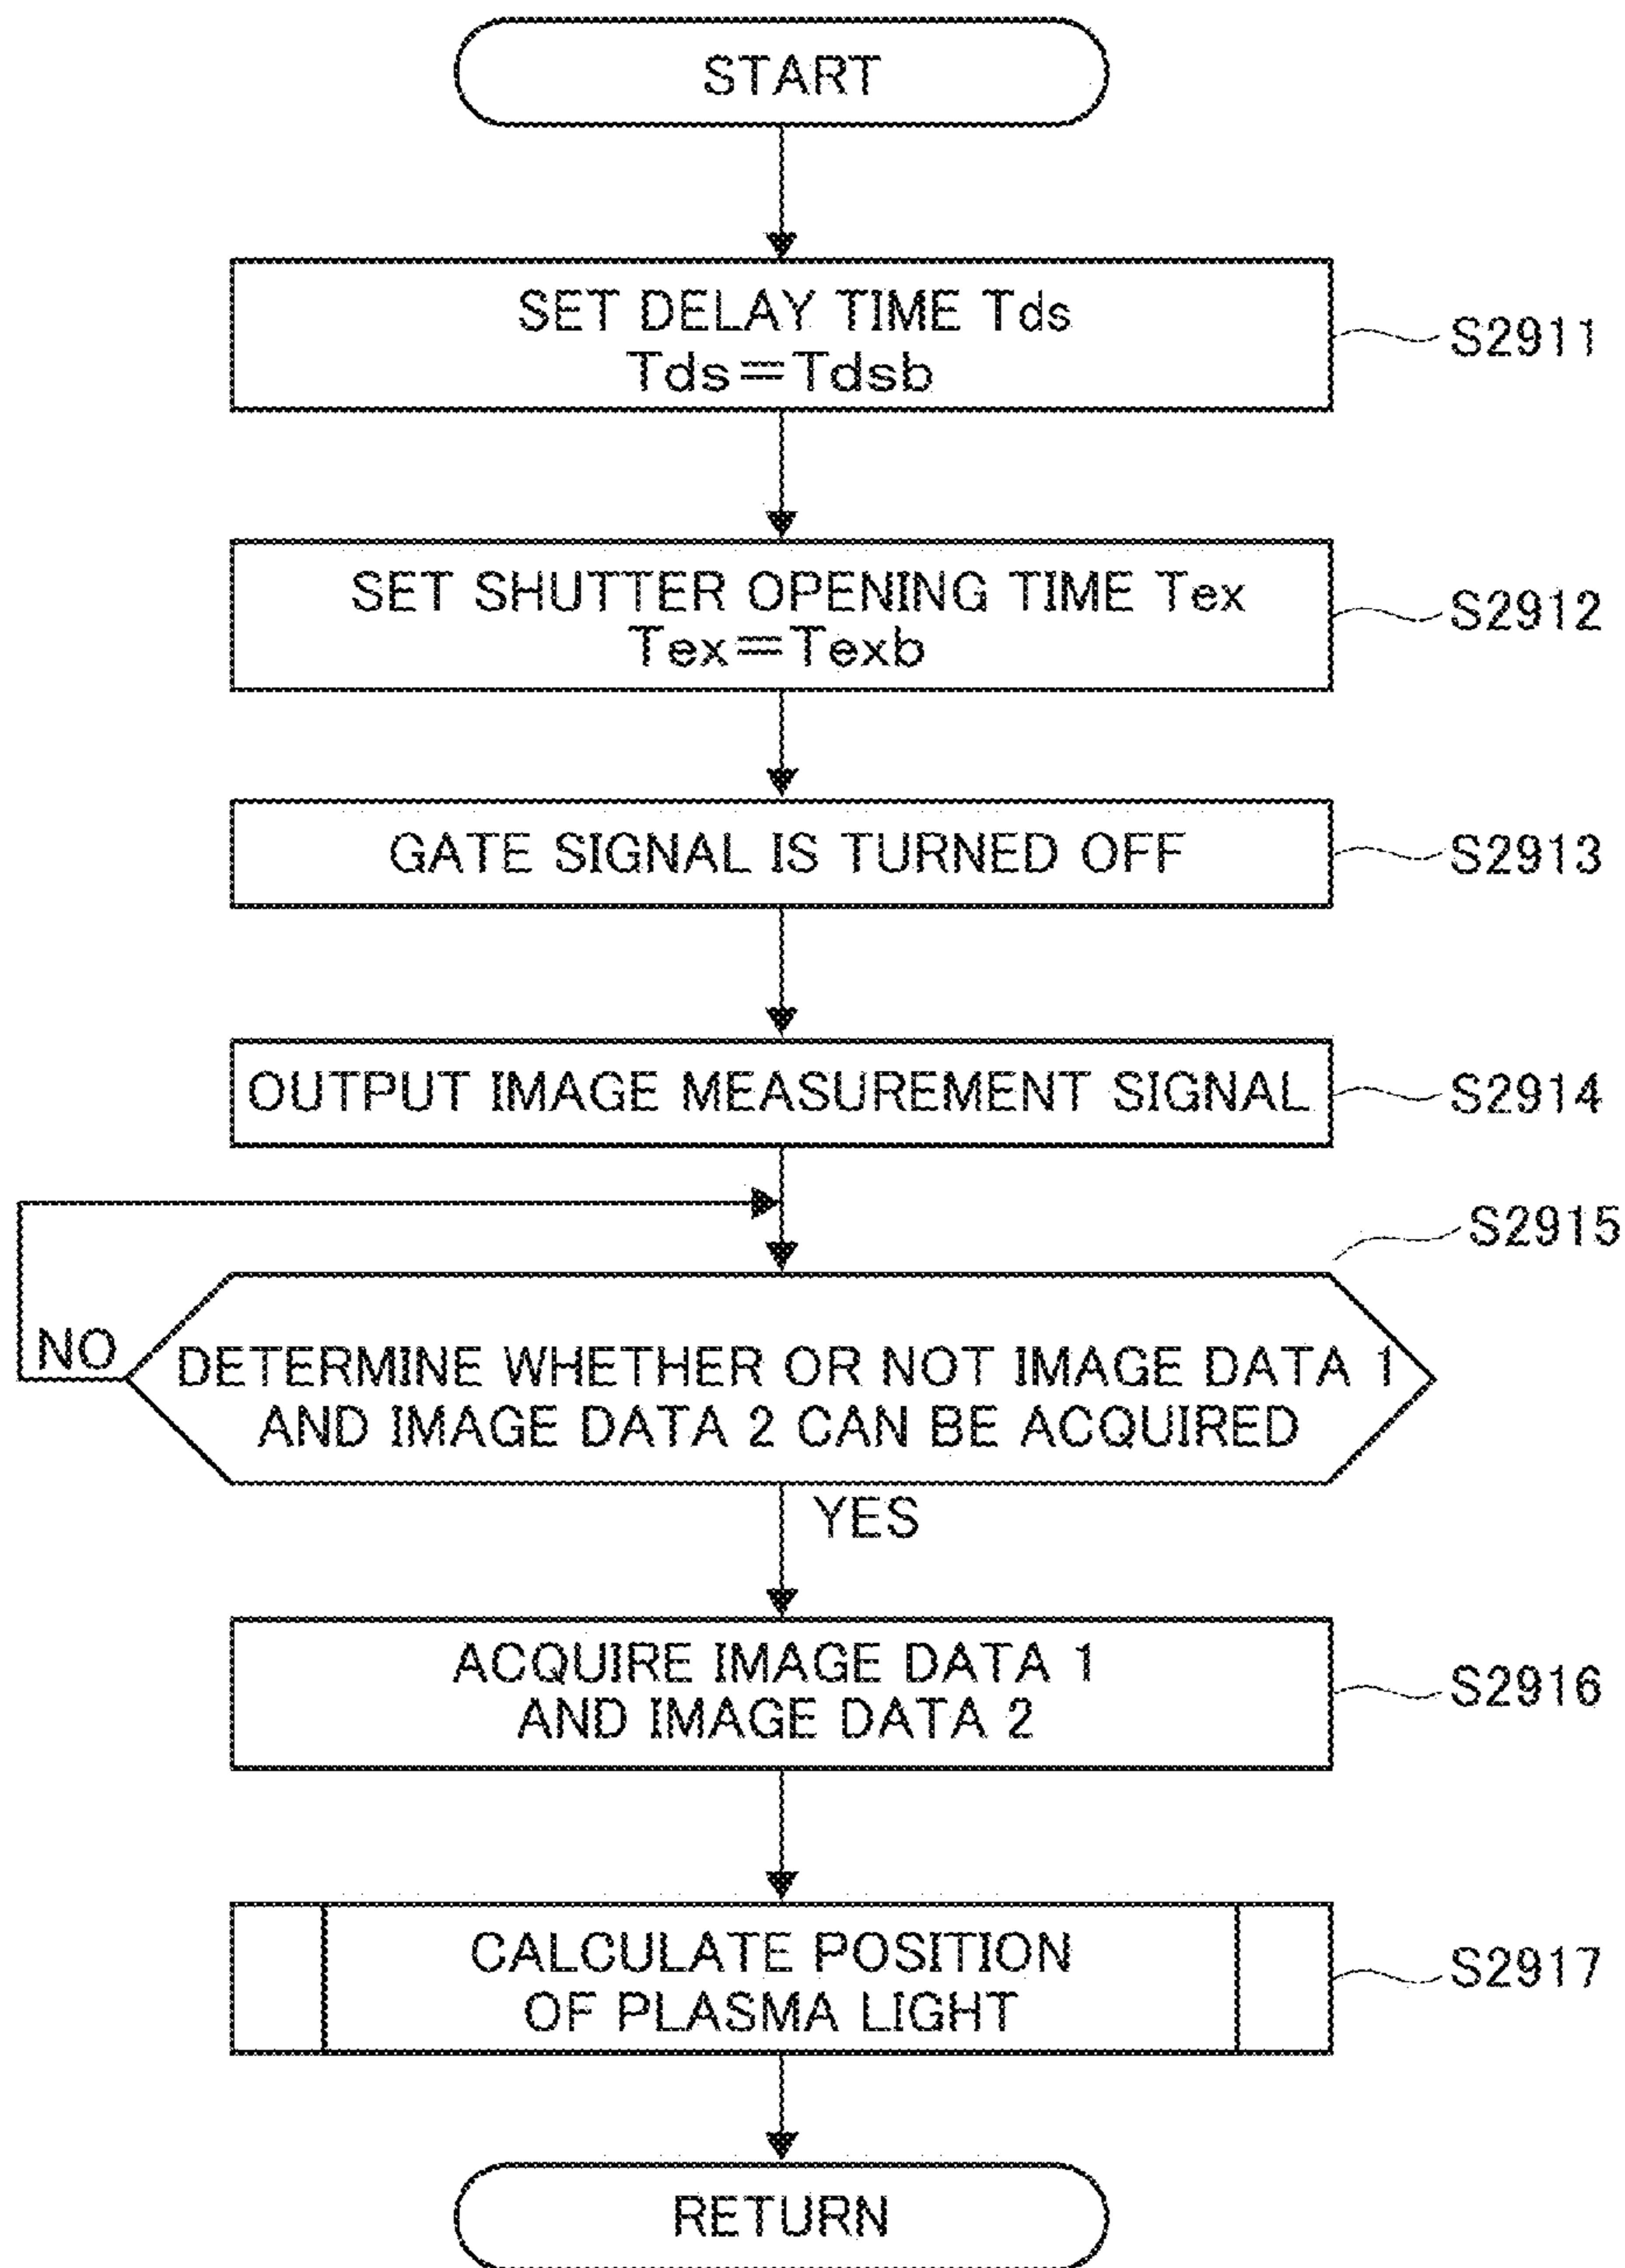 START
SET DELAY TIME Tds
Tds=Tdsb
S2911
SET SHUTTER OPENING TIME Tex
Tex=Texb
S2912
GATE SIGNAL IS TURNED OFF
S2913
OUTPUT IMAGE MEASUREMENT SIGNAL
S2914
S2915
NO
DETERMINE WHETHER OR NOT IMAGE DATA 1
AND IMAGE DATA 2 CAN BE ACQUIRED
YES
ACQUIRE IMAGE DATA 1
AND IMAGE DATA 2
S2916
CALCULATE POSITION
OF PLASMA LIGHT
S2917
RETURN